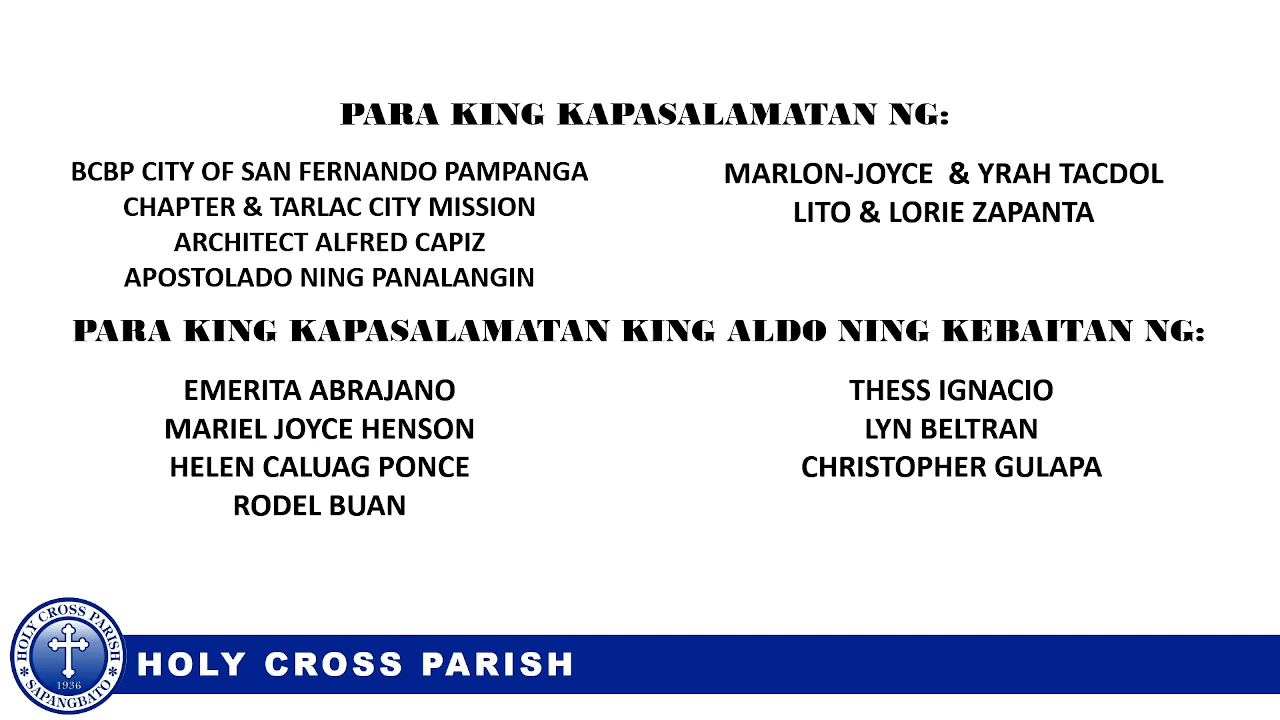 PARA KING KAPASALAMATAN NG:
BCBP CITY OF SAN FERNANDO PAMPANGA
CHAPTER & TARLAC CITY MISSION
ARCHITECT ALFRED CAPIZ
APOSTOLADO NING PANALANGIN
MARLON-JOYCE & YRAH TACDOL
LITO & LORIE ZAPANTA
PARA KING KAPASALAMATAN KING ALDO NING KEBAITAN NG:
EMERITA ABRAJANO
MARIEL JOYCE HENSON
HELEN CALUAG PONCE
RODEL BUAN
THESS IGNACIO
LYN BELTRAN
CHRISTOPHER GULAPA
HOLY CROSS PARISH
SAPANGBATO
1936
HOLY CROSS PARISH